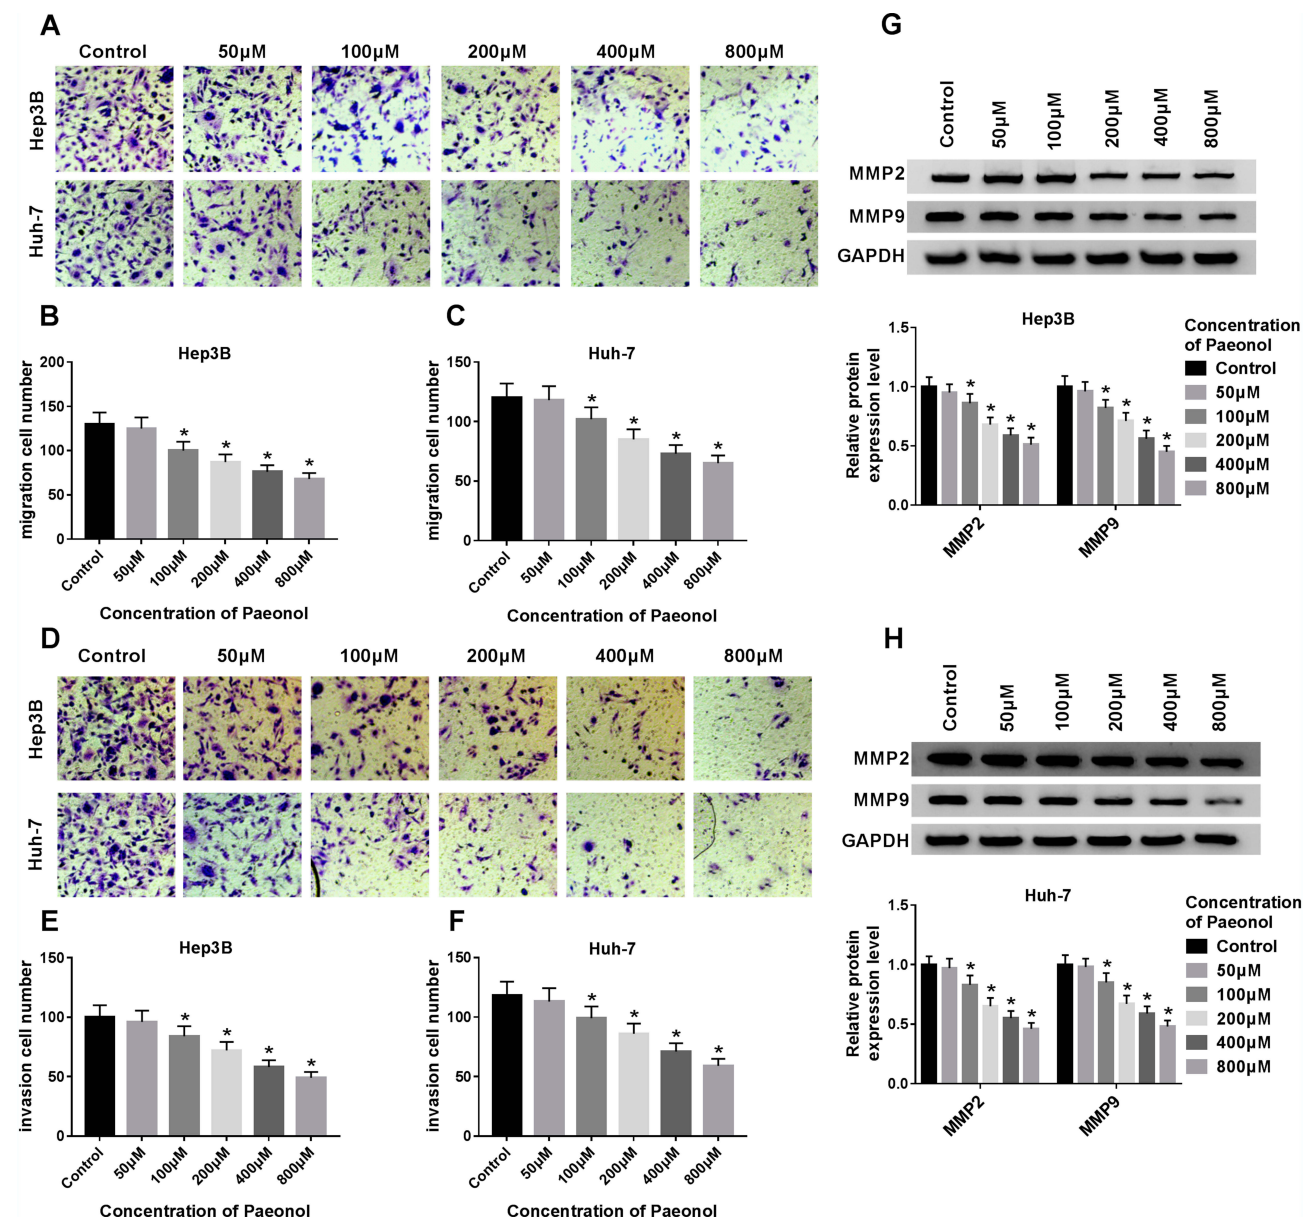 A
Control 50µM 100µM 200µM 400µM 800µM
Hep3B
Huh-7
B
Hep3B
migration cell number
200
150
100
50
0
Control 50µM 100µM 200µM 400µM 800µM
* * * *
Concentration of Paeonol
C
Huh-7
migration cell number
150
100
50
0
Control 50µM 100µM 200µM 400µM 800µM
* * * *
Concentration of Paeonol
D
Control 50µM 100µM 200µM 400µM 800µM
Hep3B
Huh-7
E
Hep3B
invasion cell number
150
100
50
0
Control 50µM 100µM 200µM 400µM 800µM
* * * *
Concentration of Paeonol
F
Huh-7
invasion cell number
150
100
50
0
Control 50µM 100µM 200µM 400µM 800µM
* * * *
Concentration of Paeonol
G
Control 50µM 100µM 200µM 400µM 800µM
MMP2
MMP9
GAPDH
Hep3B
Relative protein
expression level
1.5
1.0
0.5
0.0
* * * * * * * *
MMP2 MMP9
Concentration
of Paeonol
Control
50µM
100µM
200µM
400µM
800µM
H
Control 50µM 100µM 200µM 400µM 800µM
MMP2
MMP9
GAPDH
Huh-7
Relative protein
expression level
1.5
1.0
0.5
0.0
* * * * * * * *
MMP2 MMP9
Concentration
of Paeonol
Control
50µM
100µM
200µM
400µM
800µM